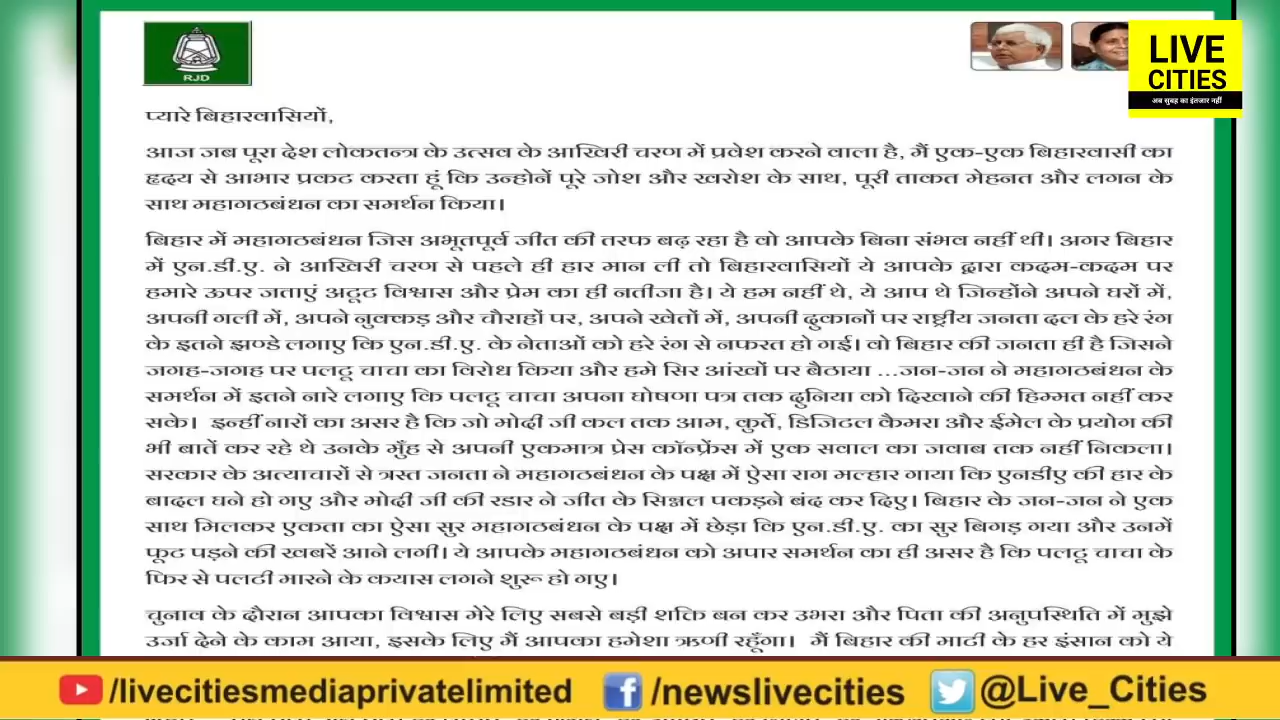 RJD
LIVE
CITIES
अब सुबह का इंतजार नहीं
प्यारे बिहारवासियों,
आज जब पूरा देश लोकतन्त्र के उत्सव के आखिरी चरण में प्रवेश करने वाला है, मैं एक-एक बिहारवासी का
हृदय से आभार प्रकट करता हूं कि उन्होनें पूरे जोश और खरोश के साथ, पूरी ताकत मेहनत और लगन के
साथ महागठबंधन का समर्थन किया।
बिहार में महागठबंधन जिस अभूतपूर्व जीत की तरफ बढ़ रहा है वो आपके बिना संभव नहीं थी। अगर बिहार
में एन.डी.ए. ने आखिरी चरण से पहले ही हार मान ली तो बिहारवासियों ये आपके द्वारा कदम-कदम पर
हमारे ऊपर जताएं अटूट विश्वास और प्रेम का ही नतीजा है। ये हम नहीं थे, ये आप थे जिन्होंने अपने घरों में,
अपनी गली में, अपने नुक्कड़ और चौराहों पर, अपने खेतों में, अपनी दुकानों पर राष्ट्रीय जनता दल के हरे रंग
के इतने झण्डे लगाए कि एन.डी.ए. के नेताओं को हरे रंग से नफरत हो गई। वो बिहार की जनता ही है जिसने
जगह-जगह पर पलटू चाचा का विरोध किया और हमे सिर आंखों पर बैठाया ...जन-जन ने महागठबंधन के
समर्थन में इतने नारे लगाए कि पलटू चाचा अपना घोषणा पत्र तक दुनिया को दिखाने की हिम्मत नहीं कर
सके। इन्हीं नारों का असर है कि जो मोदी जी कल तक आम, कुर्ते, डिजिटल कैमरा और ईमेल के प्रयोग की
भी बातें कर रहे थे उनके मुँह से अपनी एकमात्र प्रेस कॉन्फ्रेंस में एक सवाल का जवाब तक नहीं निकला।
सरकार के अत्याचारों से त्रस्त जनता ने महागठबंधन के पक्ष में ऐसा राग मल्हार गाया कि एनडीए की हार के
बादल घने हो गए और मोदी जी की रडार ने जीत के सिग्नल पकड़ने बंद कर दिए। बिहार के जन-जन ने एक
साथ मिलकर एकता का ऐसा सुर महागठबंधन के पक्ष में छेड़ा कि एन.डी.ए. का सुर बिगड़ गया और उनमें
फूट पड़ने की खबरें आने लगी। ये आपके महागठबंधन को अपार समर्थन का ही असर है कि पलटू चाचा के
फिर से पलटी मारने के कयास लगने शुरू हो गए।
चुनाव के दौरान आपका विश्वास मेरे लिए सबसे बड़ी शक्ति बन कर उभरा और पिता की अनुपस्थिति में मुझे
उर्जा देने के काम आया, इसके लिए मैं आपका हमेशा ऋणी रहूँगा। मैं बिहार की माटी के हर इंसान को ये
/livecitiesmediaprivatelimited
/newslivecities
@Live_Cities